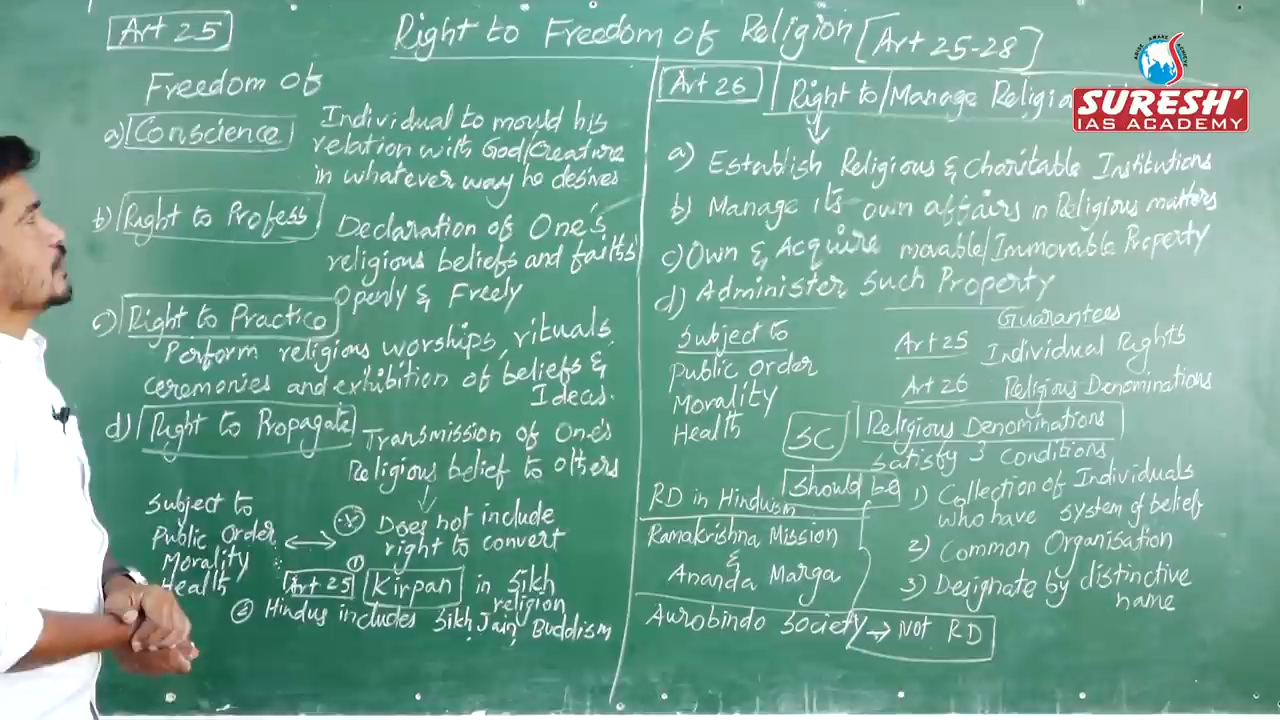 Right to Freedom of Religion [Art 25-28]
Art 25
Freedom of
a) Conscience
Individual to mould his
relation with God/Creature
in whatever way he desires
b) Right to Profess
Declaration of One's
religious beliefs and faiths
Openly & Freely
c) Right to Practice
Perform religious worships, rituals,
ceremonies and exhibition of beliefs &
Ideas.
d) Right to Propagate
Transmission of One's
Religious belief to others
Does not include
right to convert
Subject to
Public Order
Morality
Health
① Art 25 Kirpan in Sikh
religion
② Hindus includes Sikh, Jain, Buddism
Art 26
Right to/Manage
a) Establish Religious & Charitable Institutions
b) Manage its own affairs in Religious matters
c) Own & Acquire movable/Immovable Property
d) Administer Such Property
Subject to
Public Order
Morality
Health
Guarantees
Art 25 Individual Rights
Art 26 Religious Denominations
SC
Religious Denominations
satisfy 3 conditions
Should be
1) Collection of Individuals
who have system of belief
2) Common Organisation
3) Designate by distinctive
name
RD in Hinduism
Ramakrishna Mission
&
Ananda Marga
Aurobindo Society → Not RD
ARISE AWAKE ACHIEVE
SURESH'
IAS ACADEMY